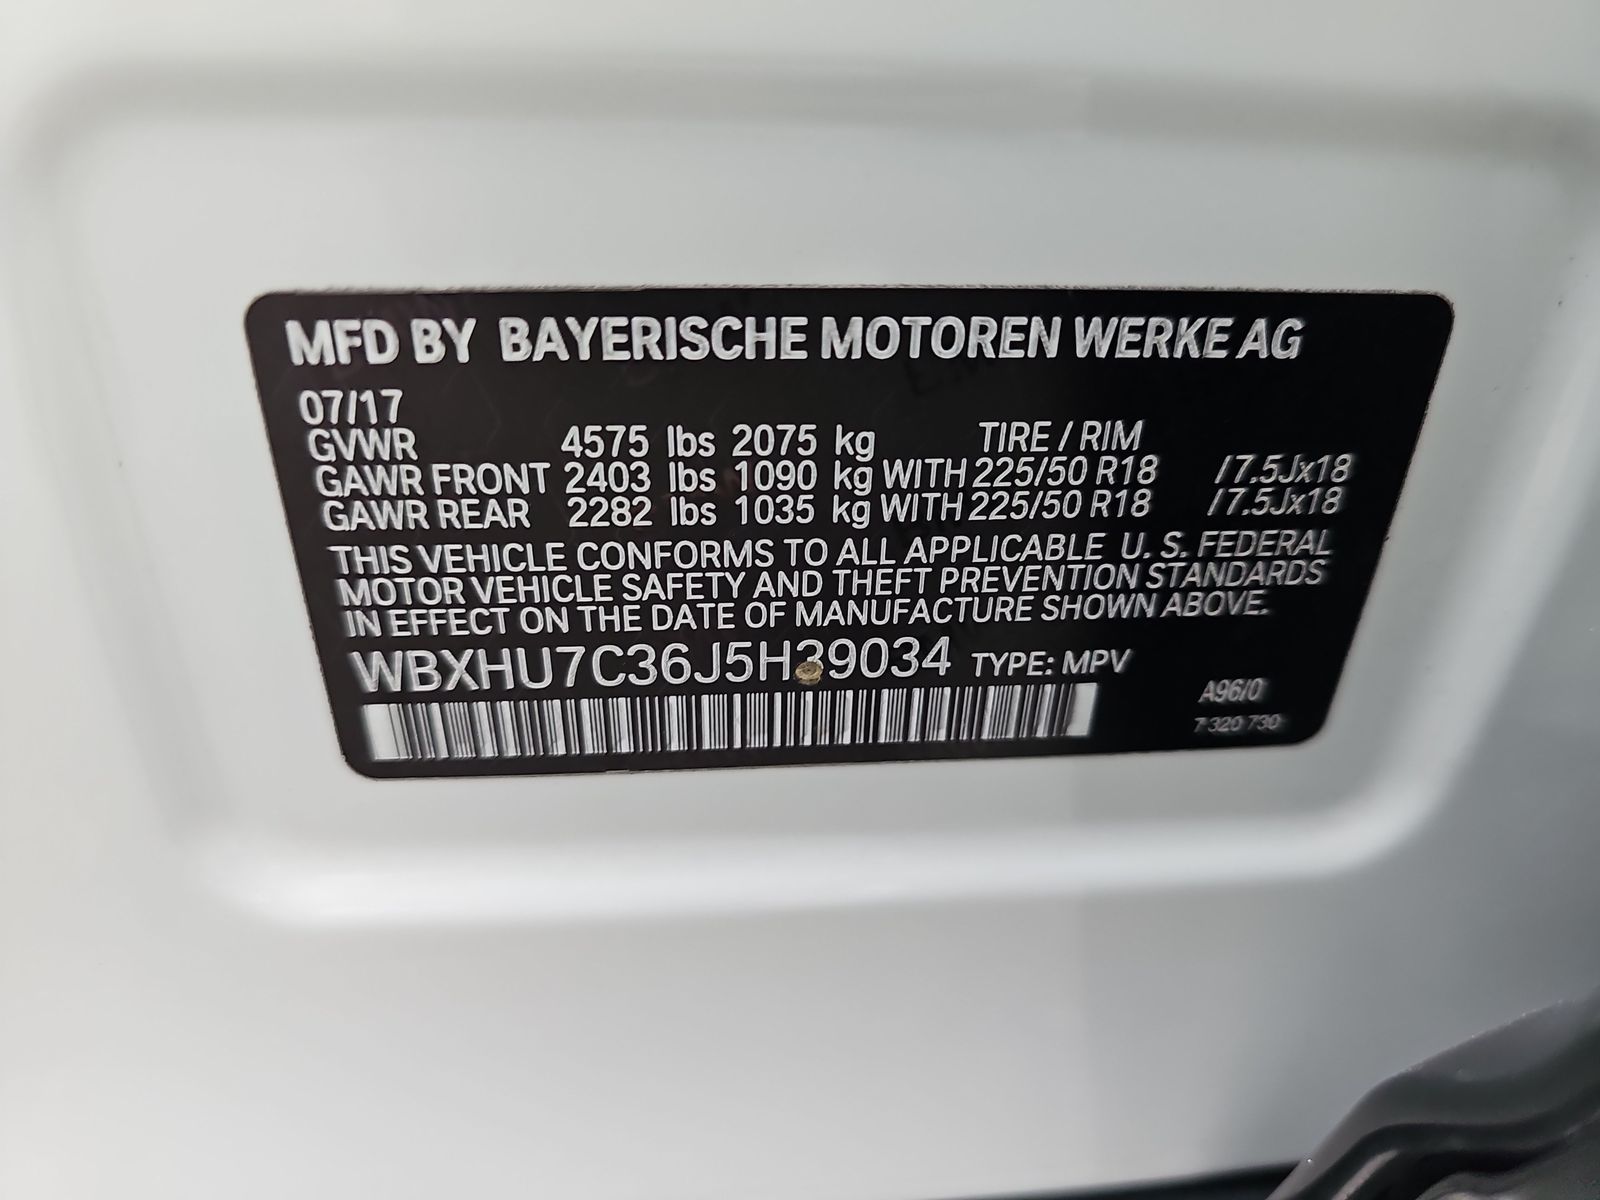 MFD BY BAYERISCHE MOTOREN WERKE AG
07/17
GVWR 4575 lbs 2075 kg TIRE / RIM
GAWR FRONT 2403 lbs 1090 kg WITH 225/50 R18 / 7.5Jx18
GAWR REAR 2282 lbs 1035 kg WITH 225/50 R18 / 7.5Jx18
THIS VEHICLE CONFORMS TO ALL APPLICABLE U. S. FEDERAL
MOTOR VEHICLE SAFETY AND THEFT PREVENTION STANDARDS
IN EFFECT ON THE DATE OF MANUFACTURE SHOWN ABOVE.
WBXHU7C36J5H39034 TYPE: MPV
A96/0
7 320 730